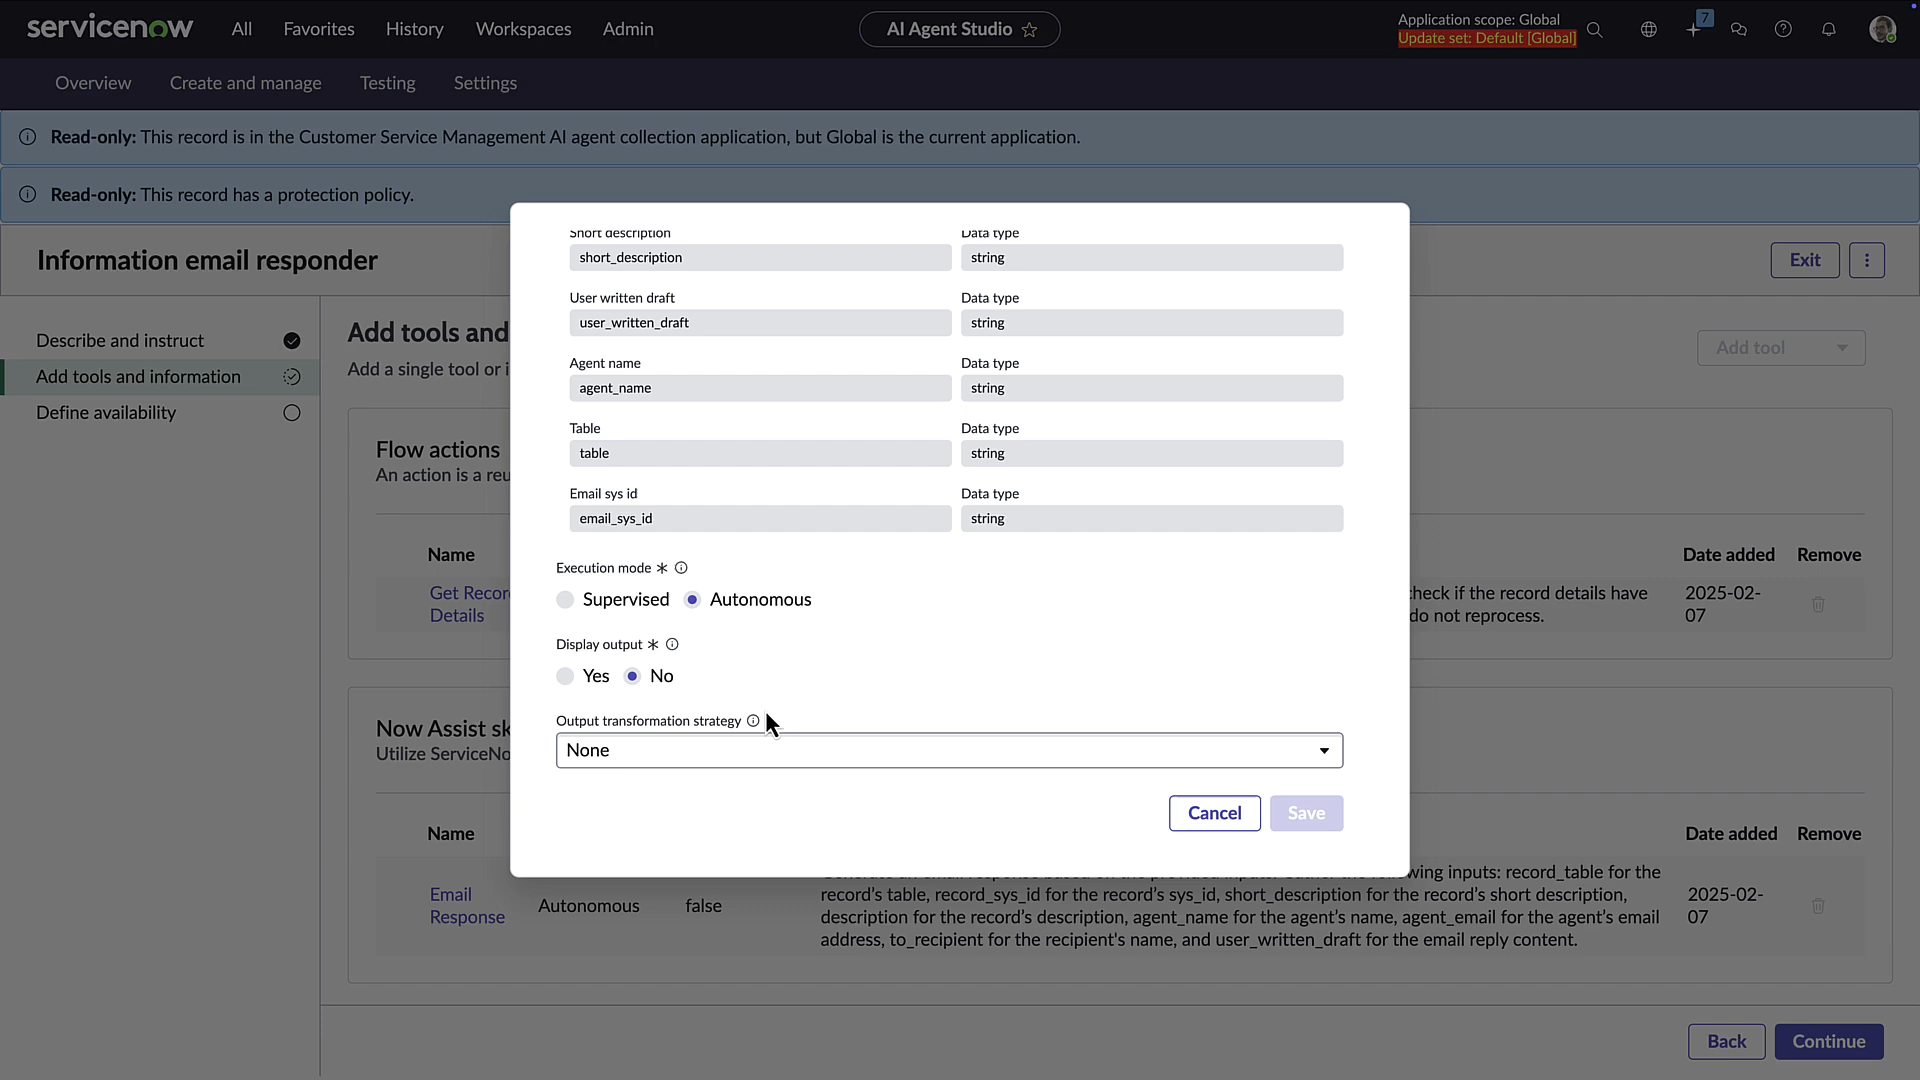 servicenow
All
Favorites
History
Workspaces
Admin
AI Agent Studio
Application scope: Global
Update set: Default [Global]
7
Overview
Create and manage
Testing
Settings
Read-only: This record is in the Customer Service Management AI agent collection application, but Global is the current application.
Read-only: This record has a protection policy.
Information email responder
Exit
Describe and instruct
Add tools and information
Define availability
Add tools and
Add a single tool or i
Add tool
Flow actions
An action is a reu
Name
Date added
Remove
Get Recor
Details
check if the record details have
do not reprocess.
2025-02-
07
Now Assist sk
Utilize ServiceNo
Name
Date added
Remove
Email
Response
Autonomous
false
wing inputs: record_table for the
record's table, record_sys_id for the record's sys_id, short_description for the record's short description,
description for the record's description, agent_name for the agent's name, agent_email for the agent's email
address, to_recipient for the recipient's name, and user_written_draft for the email reply content.
2025-02-
07
Short description
Data type
short_description
string
User written draft
Data type
user_written_draft
string
Agent name
Data type
agent_name
string
Table
Data type
table
string
Email sys id
Data type
email_sys_id
string
Execution mode *
Supervised
Autonomous
Display output *
Yes
No
Output transformation strategy
None
Cancel
Save
Back
Continue